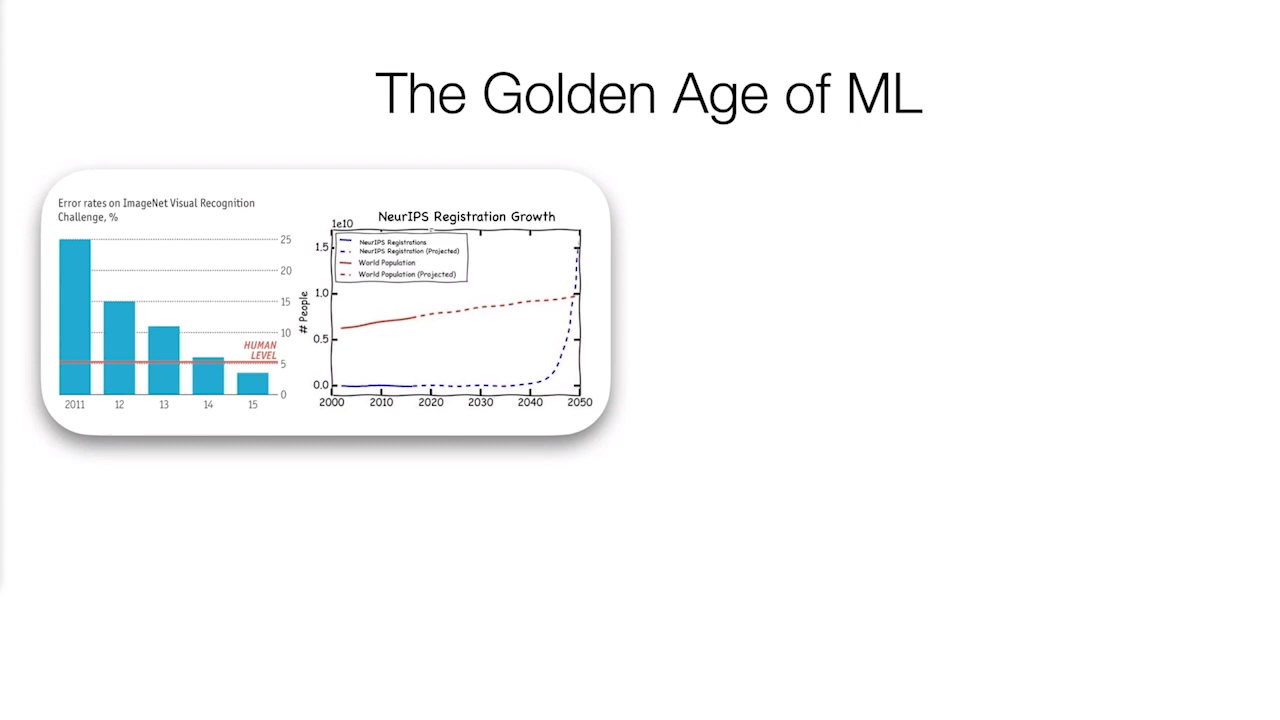 The Golden Age of ML
Error rates on ImageNet Visual Recognition
Challenge, %
25
20
15
10
5
0
HUMAN
LEVEL
2011
12
13
14
15
NeurIPS Registration Growth
1e10
NeurIPS Registrations
NeurIPS Registration (Projected)
World Population
World Population (Projected)
# People
1.5
1.0
0.5
0.0
2000
2010
2020
2030
2040
2050